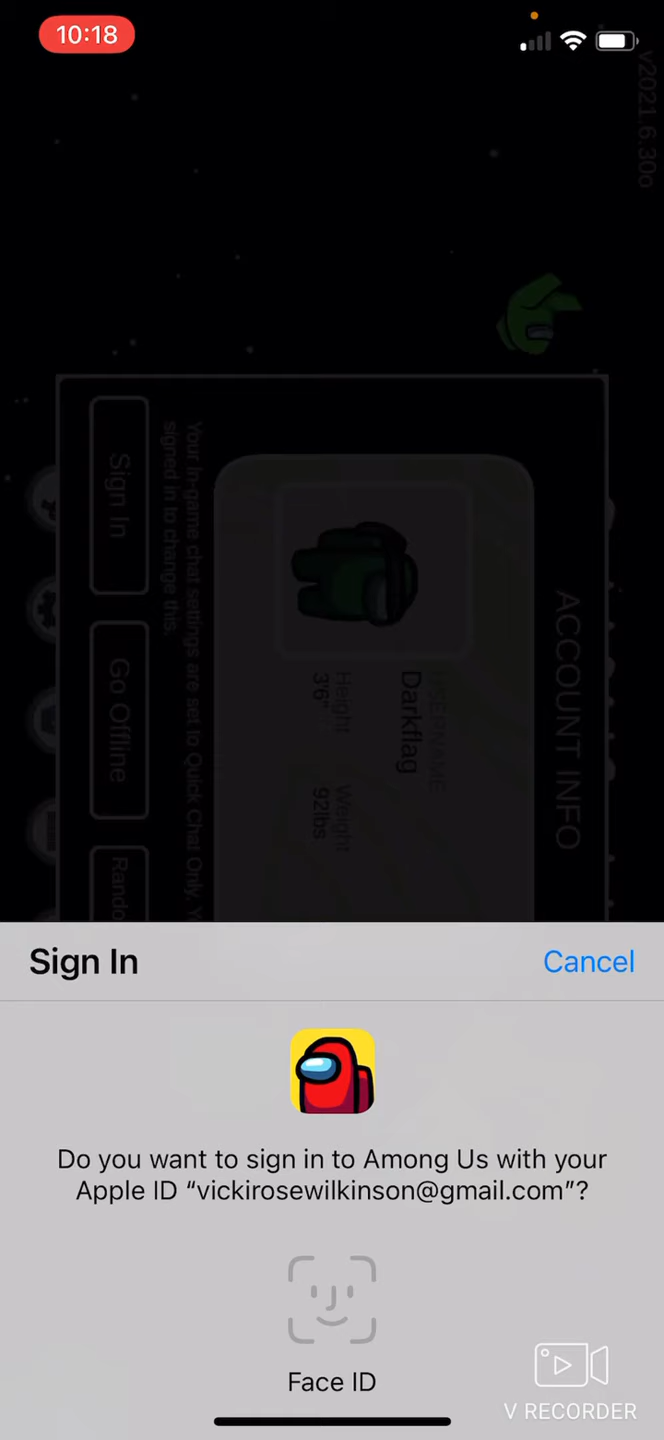 10:18
v2021.6.30o
ACCOUNT INFO
USERNAME
Darkflag
Height
3'6"
Weight
92lbs
Your In-game chat settings are set to Quick Chat Only. Y
signed in to change this.
Sign In
Go Offline
Rando
Sign In
Cancel
Do you want to sign in to Among Us with your
Apple ID “vickirosewilkinson@gmail.com”?
Face ID
V RECORDER